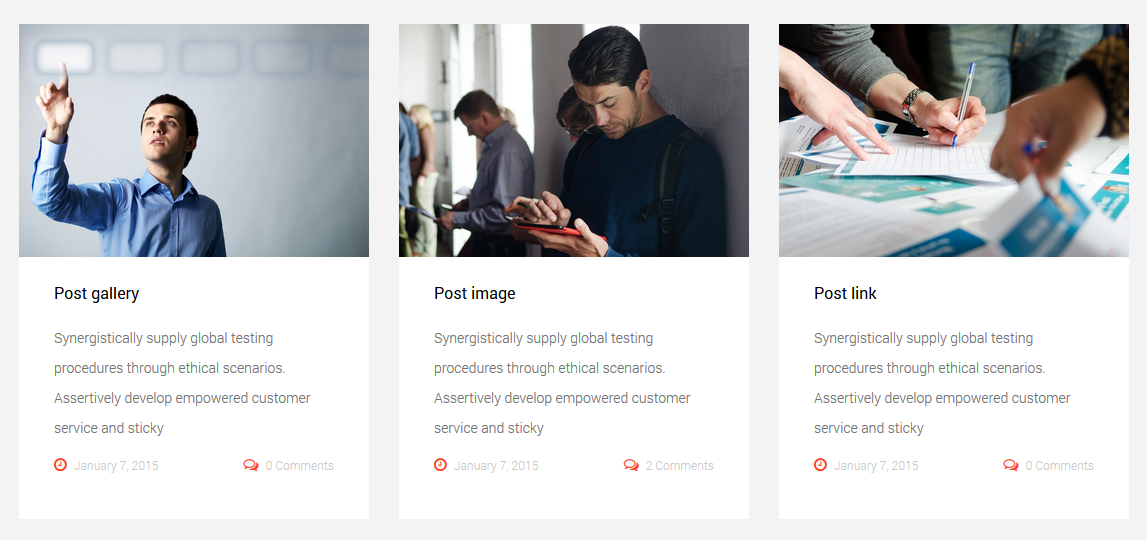 Post gallery
Synergistically supply global testing
procedures through ethical scenarios.
Assertively develop empowered customer
service and sticky
January 7, 2015
0 Comments
Post image
Synergistically supply global testing
procedures through ethical scenarios.
Assertively develop empowered customer
service and sticky
January 7, 2015
2 Comments
Post link
Synergistically supply global testing
procedures through ethical scenarios.
Assertively develop empowered customer
service and sticky
January 7, 2015
0 Comments